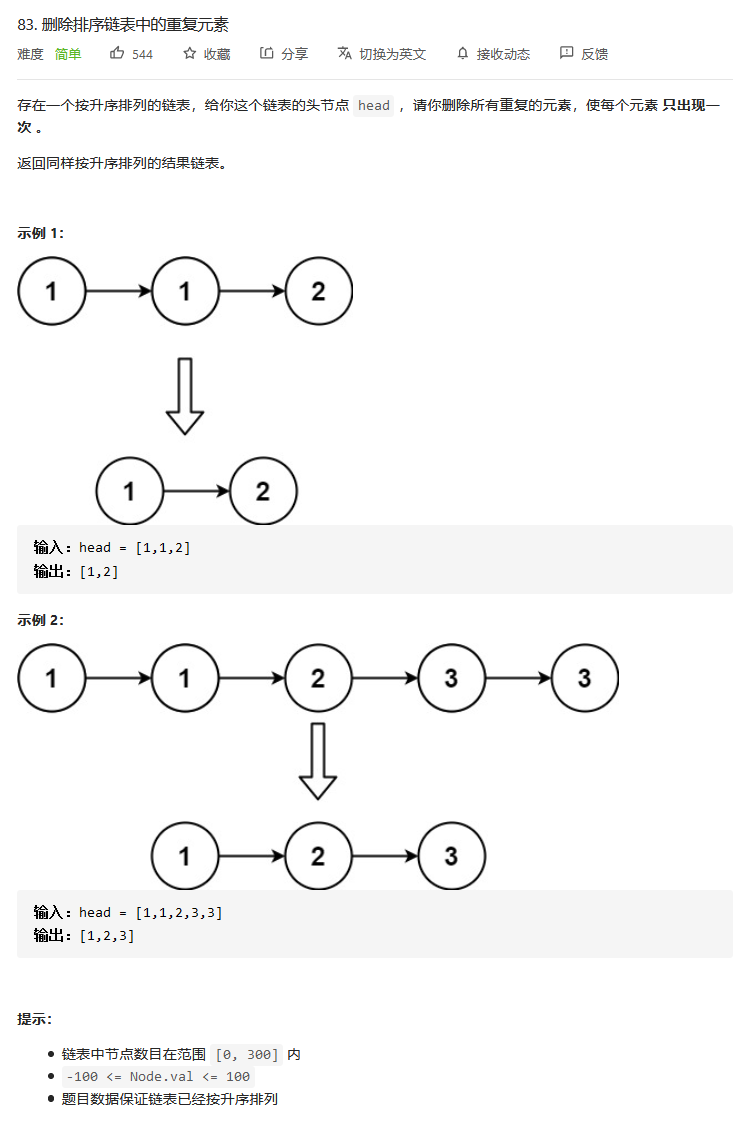 83. 删除排序链表中的重复元素
难度 简单 544 收藏 分享 切换为英文 接收动态 反馈
存在一个按升序排列的链表，给你这个链表的头节点 head ，请你删除所有重复的元素，使每个元素 只出现一
次 。
返回同样按升序排列的结果链表。
示例 1：
1 1 2
1 2
输入：head = [1,1,2]
输出：[1,2]
示例 2：
1 1 2 3 3
1 2 3
输入：head = [1,1,2,3,3]
输出：[1,2,3]
提示：
链表中节点数目在范围 [0, 300] 内
-100 <= Node.val <= 100
题目数据保证链表已经按升序排列